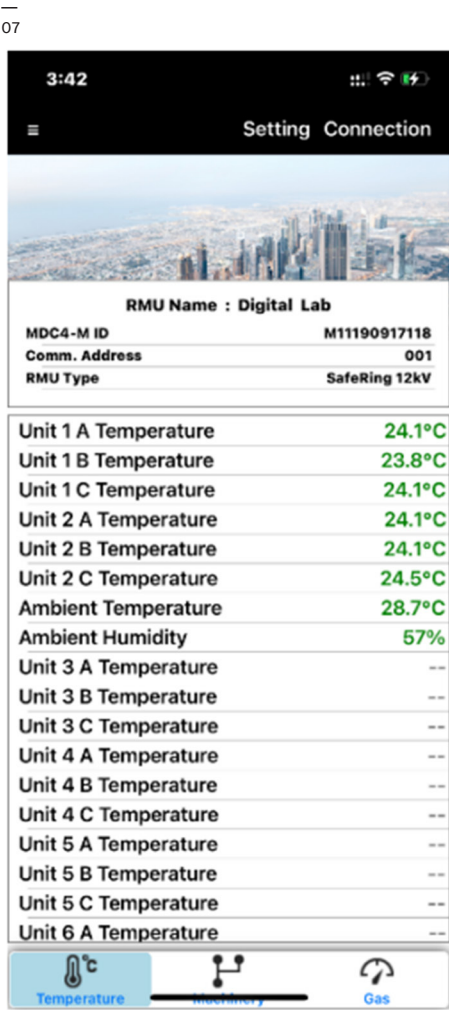 07
3:42
Setting Connection
RMU Name : Digital Lab
MDC4-M ID M11190917118
Comm. Address 001
RMU Type SafeRing 12kV
Unit 1 A Temperature 24.1°C
Unit 1 B Temperature 23.8°C
Unit 1 C Temperature 24.1°C
Unit 2 A Temperature 24.1°C
Unit 2 B Temperature 24.1°C
Unit 2 C Temperature 24.5°C
Ambient Temperature 28.7°C
Ambient Humidity 57%
Unit 3 A Temperature --
Unit 3 B Temperature --
Unit 3 C Temperature --
Unit 4 A Temperature --
Unit 4 B Temperature --
Unit 4 C Temperature --
Unit 5 A Temperature --
Unit 5 B Temperature --
Unit 5 C Temperature --
Unit 6 A Temperature --
°C
Temperature Machinery Gas